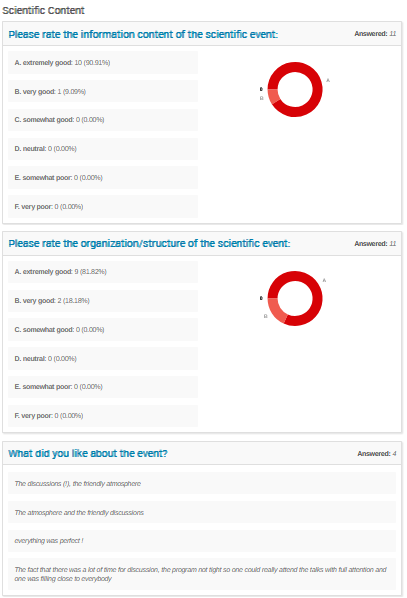 Scientific Content
Please rate the information content of the scientific event:
Answered: 11
A. extremely good: 10 (90.91%)
B. very good: 1 (9.09%)
C. somewhat good: 0 (0.00%)
D. neutral: 0 (0.00%)
E. somewhat poor: 0 (0.00%)
F. very poor: 0 (0.00%)
A
B
Please rate the organization/structure of the scientific event:
Answered: 11
A. extremely good: 9 (81.82%)
B. very good: 2 (18.18%)
C. somewhat good: 0 (0.00%)
D. neutral: 0 (0.00%)
E. somewhat poor: 0 (0.00%)
F. very poor: 0 (0.00%)
A
B
What did you like about the event?
Answered: 4
The discussions (!), the friendly atmosphere
The atmosphere and the friendly discussions
everything was perfect !
The fact that there was a lot of time for discussion, the program not tight so one could really attend the talks with full attention and
one was filling close to everybody